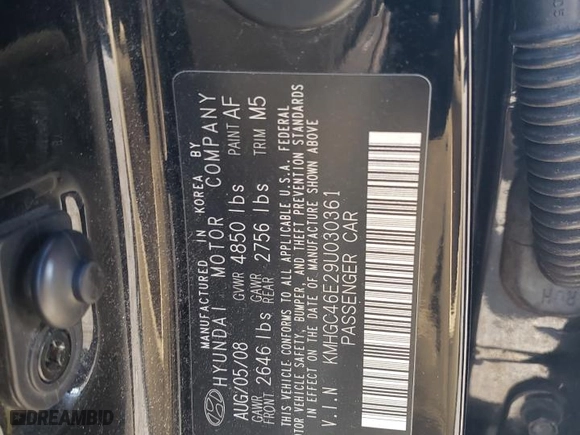 MANUFACTURED IN KOREA BY
HYUNDAI MOTOR COMPANY
AUG/05/08 GVWR 4850 lbs PAINT AF
GAWR FRONT 2646 lbs GAWR REAR 2756 lbs TRIM M5
THIS VEHICLE CONFORMS TO ALL APPLICABLE U.S.A. FEDERAL
MOTOR VEHICLE SAFETY, BUMPER, AND THEFT PREVENTION STANDARDS
IN EFFECT ON THE DATE OF MANUFACTURE SHOWN ABOVE
V.I.N KMHGC46E29U030361
PASSENGER CAR
DREAMBID